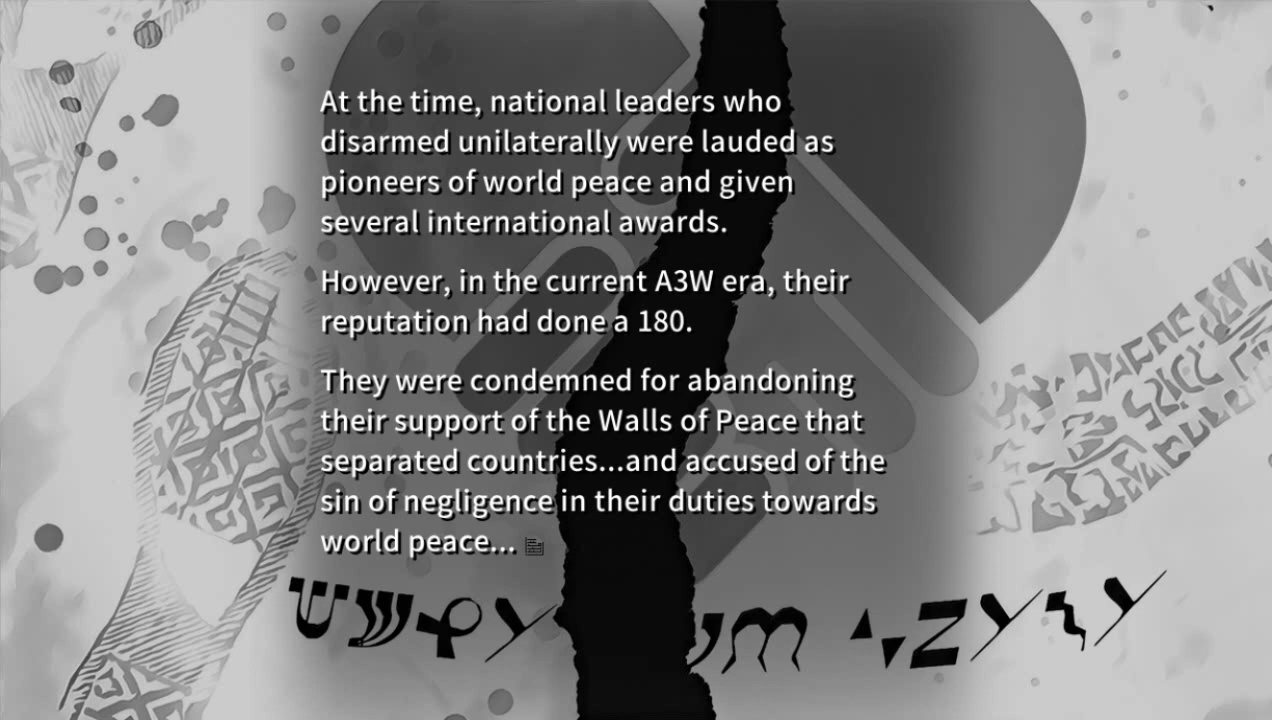 At the time, national leaders who
disarmed unilaterally were lauded as
pioneers of world peace and given
several international awards.
However, in the current A3W era, their
reputation had done a 180.
They were condemned for abandoning
their support of the Walls of Peace that
separated countries...and accused of the
sin of negligence in their duties towards
world peace...